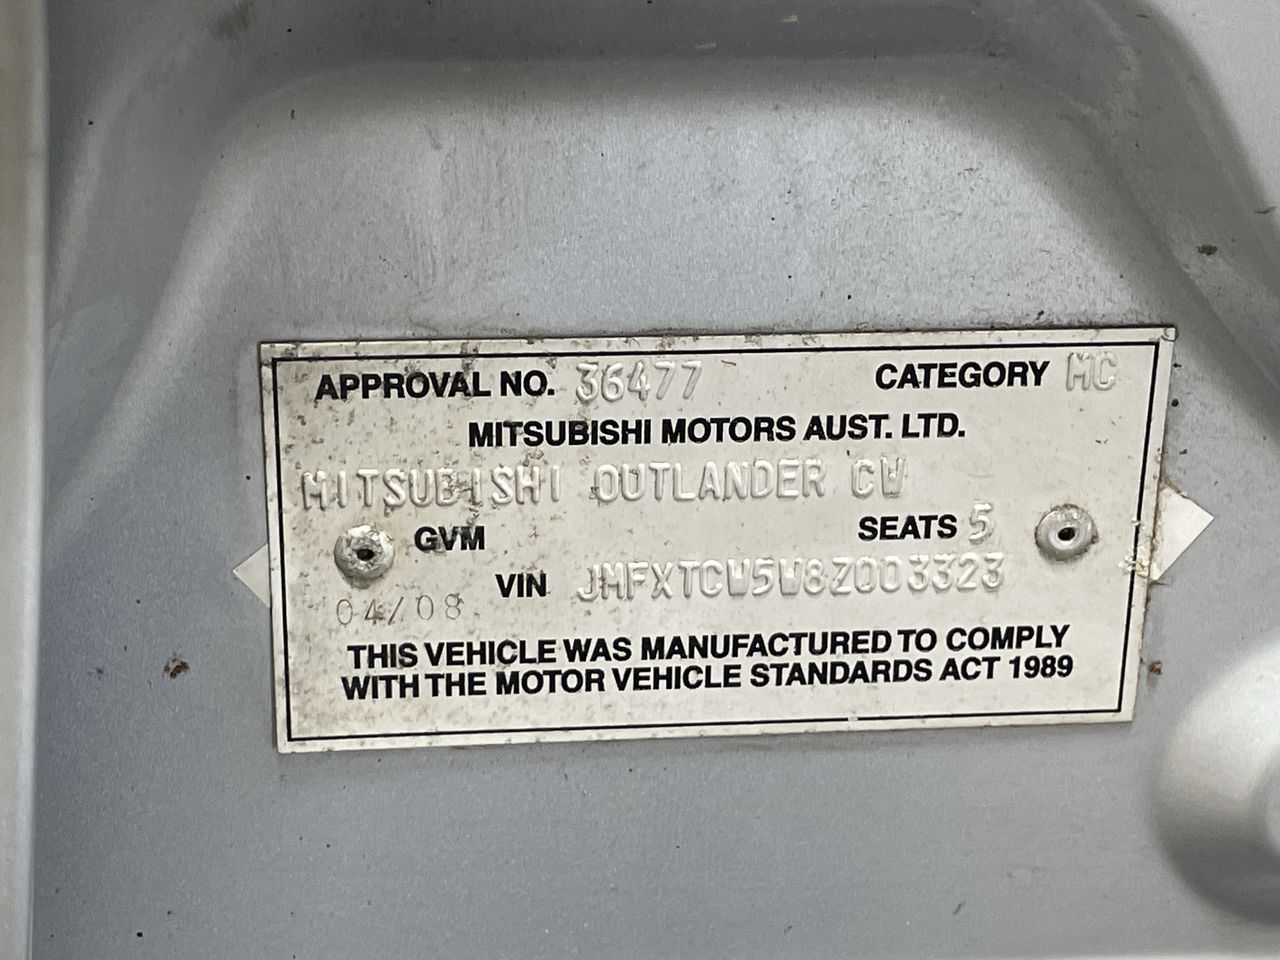 APPROVAL NO. 36477 CATEGORY MC
MITSUBISHI MOTORS AUST. LTD.
MITSUBISHI OUTLANDER CW
GVM SEATS 5
VIN JMFXTCW5W8Z003323
04/08
THIS VEHICLE WAS MANUFACTURED TO COMPLY
WITH THE MOTOR VEHICLE STANDARDS ACT 1989